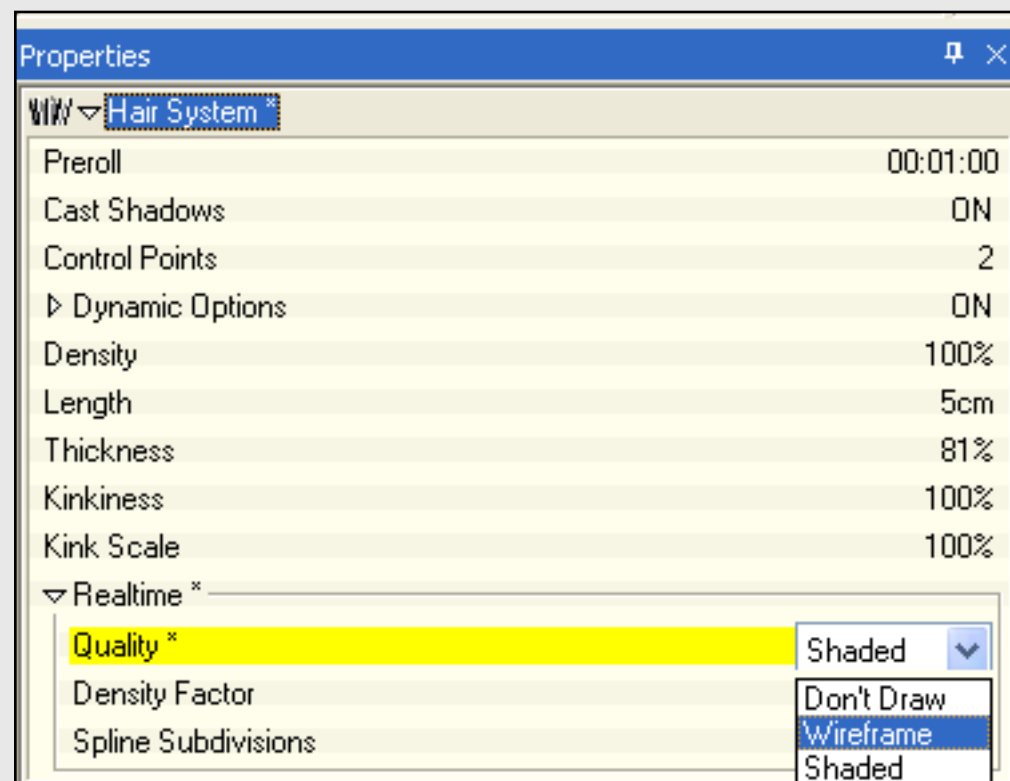 Properties
Hair System *
Preroll 00:01:00
Cast Shadows ON
Control Points 2
Dynamic Options ON
Density 100%
Length 5cm
Thickness 81%
Kinkiness 100%
Kink Scale 100%
Realtime *
Quality * Shaded
Density Factor Don't Draw
Spline Subdivisions Wireframe
Shaded